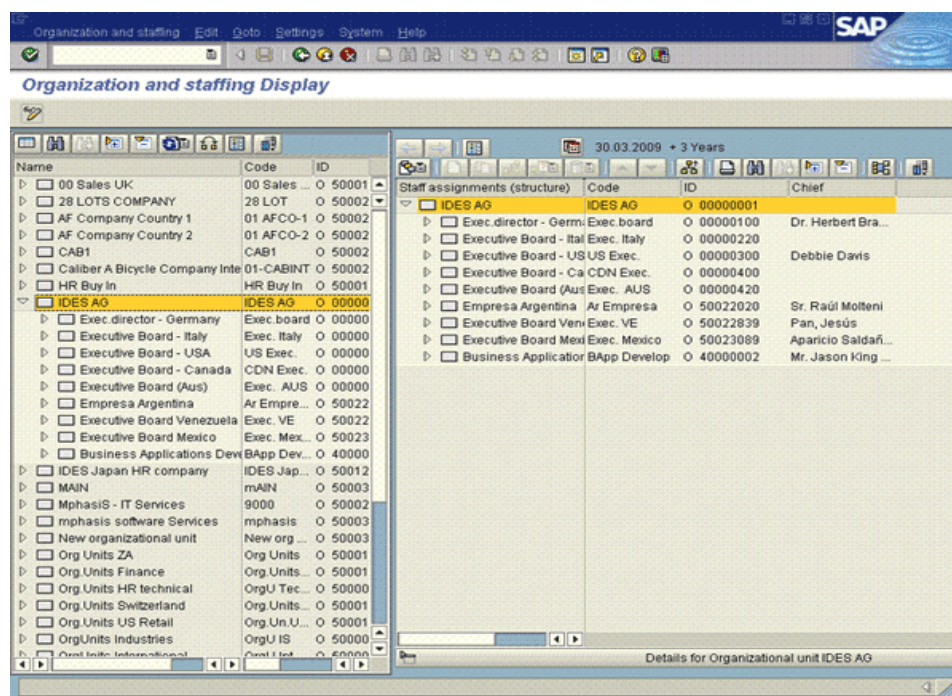 Organization and staffing Edit Goto Settings System Help
SAP
Organization and staffing Display
30.03.2009 + 3 Years
Name Code ID
00 Sales UK 00 Sales ... O 50001
28 LOTS COMPANY 28 LOT O 50002
AF Company Country 1 01 AFCO-1 O 50002
AF Company Country 2 01 AFCO-2 O 50002
CAB1 CAB1 O 50002
Caliber A Bicycle Company Inte 01-CABINT O 50002
HR Buy In HR Buy In O 50001
IDES AG IDES AG O 00000
Exec.director - Germany Exec.board O 00000
Executive Board - Italy Exec. Italy O 00000
Executive Board - USA US Exec. O 00000
Executive Board - Canada CDN Exec. O 00000
Executive Board (Aus) Exec. AUS O 00000
Empresa Argentina Ar Empre... O 50022
Executive Board Venezuela Exec. VE O 50022
Executive Board Mexico Exec. Mex... O 50023
Business Applications Dev BApp Dev... O 40000
IDES Japan HR company IDES Jap... O 50012
MAIN mAIN O 50003
MphasiS - IT Services 9000 O 50002
mphasis software Services mphasis O 50003
New organizational unit New org ... O 50003
Org Units ZA Org Units O 50001
Org.Units Finance Org.Units... O 50001
Org.Units HR technical OrgU Tec... O 50000
Org.Units Switzerland Org.Units... O 50001
Org.Units US Retail Org.Un.U... O 50001
OrgUnits Industries OrgU IS O 50000
Staff assignments (structure) Code ID Chief
IDES AG IDES AG O 00000001
Exec.director - Germ Exec.board O 00000100 Dr. Herbert Bra...
Executive Board - Ital Exec. Italy O 00000220
Executive Board - US US Exec. O 00000300 Debbie Davis
Executive Board - Ca CDN Exec. O 00000400
Executive Board (Aus Exec. AUS O 00000420
Empresa Argentina Ar Empresa O 50022020 Sr. Raúl Molteni
Executive Board Ven Exec. VE O 50022839 Pan, Jesús
Executive Board Mexi Exec. Mexico O 50023089 Aparicio Saldañ...
Business Application BApp Develop O 40000002 Mr. Jason King ...
Details for Organizational unit IDES AG